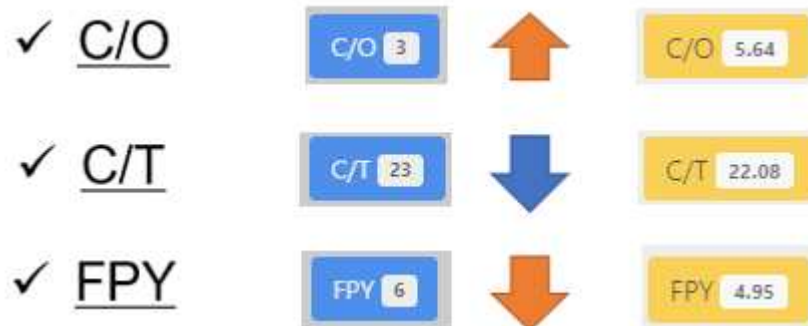 ✓ C/O C/O 3 C/O 5.64
✓ C/T C/T 23 C/T 22.08
✓ FPY FPY 6 FPY 4.95